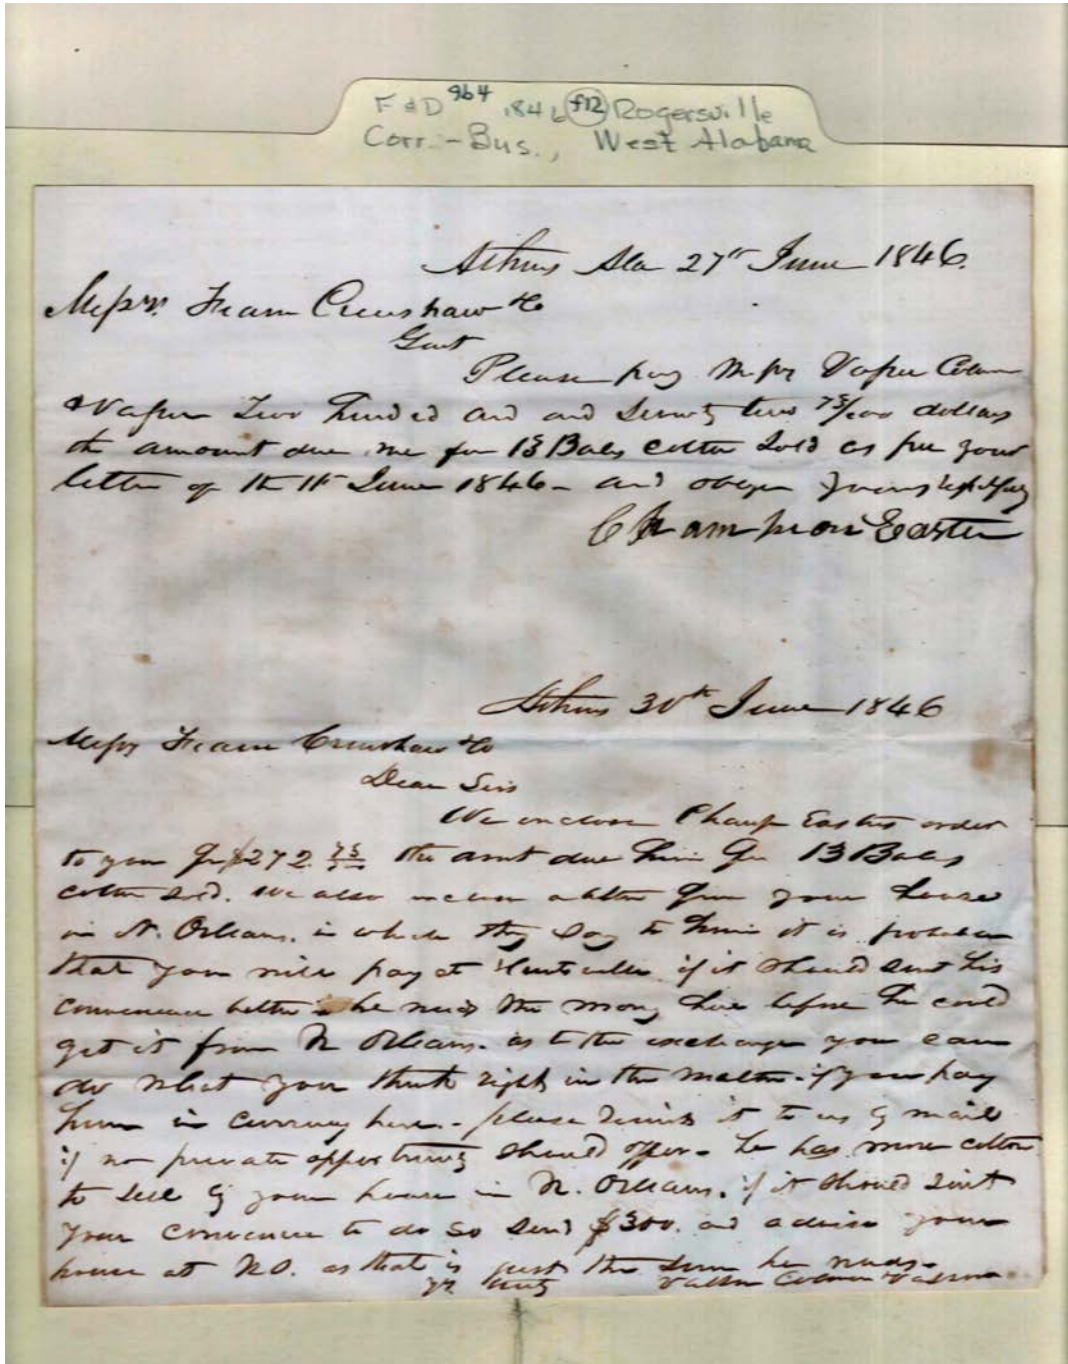 F & D 964 1846 f12 Rogersville
Corr. - Bus., West Alabama
Athens Ala 27th June 1846.
Messrs. Fearn Crenshaw & Co
Gent
Please pay Messrs Vasser Coman
& Vasser Two Hundred and and Seventy two 75/100 dollars
the amount due me for 13 Bales cotton Sold as per your
letter of the June 1846 - and oblige yours
Champion Easter
Athens 30th June 1846
Messrs Fearn Crenshaw & Co
Dear Sirs
We enclose Champ Easters order
to you for $272 75 the amt due him for 13 Bales
cotton sold. We also enclose a letter from your house
in N. Orleans. in which they Say to him it is probable
that you will pay at Huntsville if it should suit his
convenience better he needs the money here before he could
get it from N Orleans. as to the exchange you can
do what you think right in the matter. if you pay
him in currency here. - please remit it to us by mail
if no private opportunity should offer. he has more cotton
to sell by your house in N. Orleans. if it should suit
your convenience to do so send $300. and advise your
house at N.O. as that is just the sum he needs.
yr Vasser Coman & Vasser